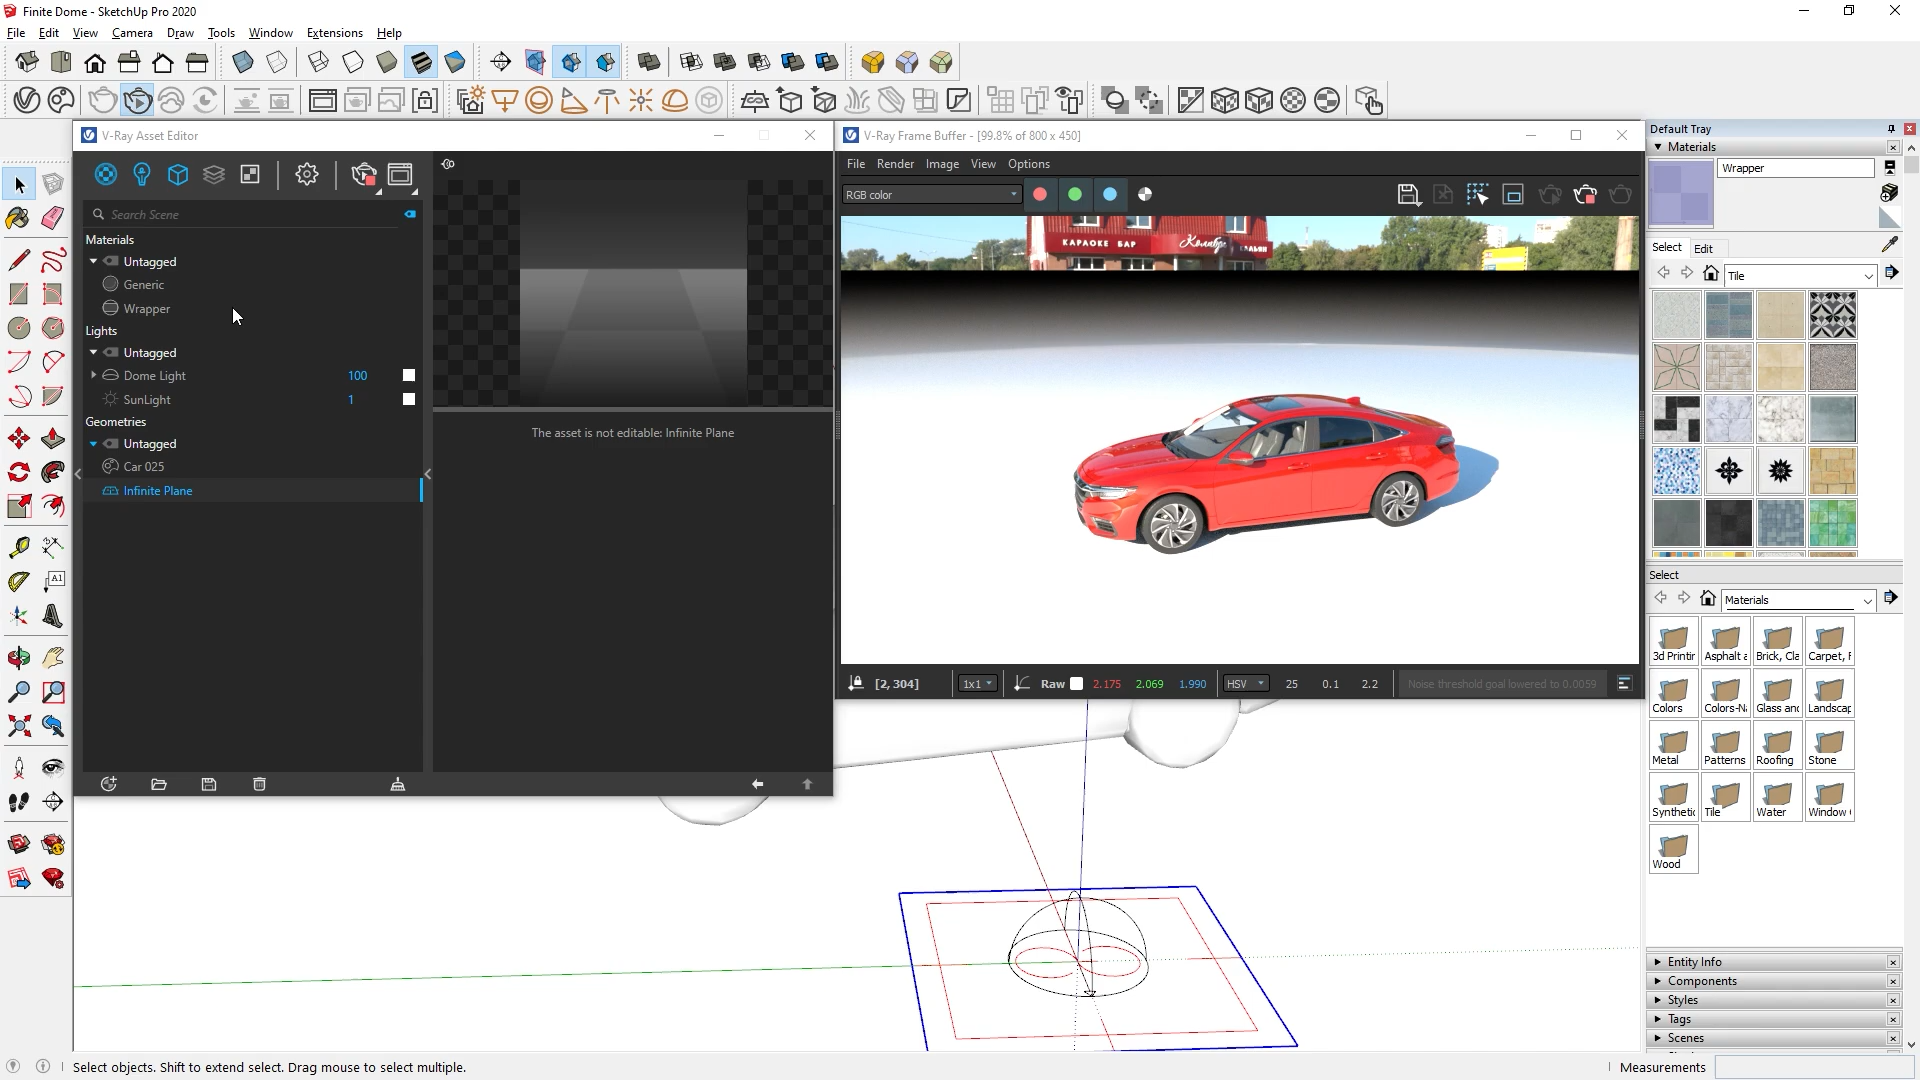 Finite Dome - SketchUp Pro 2020
File Edit View Camera Draw Tools Window Extensions Help
V-Ray Asset Editor
Search Scene
Materials
Untagged
Generic
Wrapper
Lights
Untagged
Dome Light 100
SunLight 1
Geometries
Untagged
Car 025
Infinite Plane
The asset is not editable: Infinite Plane
V-Ray Frame Buffer - [99.8% of 800 x 450]
File Render Image View Options
RGB color
КАРАОКЕ БАР
[2, 304]
1x1
Raw 2.175 2.069 1.990
HSV 25 0.1 2.2
Noise threshold goal lowered to 0.0059
Default Tray
Materials
Wrapper
Select Edit
Tile
Select
Materials
3d Printin Asphalt a Brick, Cla Carpet, F
Colors Colors-Na Glass and Landscap
Metal Patterns Roofing Stone
Synthetic Tile Water Window
Wood
Entity Info
Components
Styles
Tags
Scenes
A1
Select objects. Shift to extend select. Drag mouse to select multiple.
Measurements